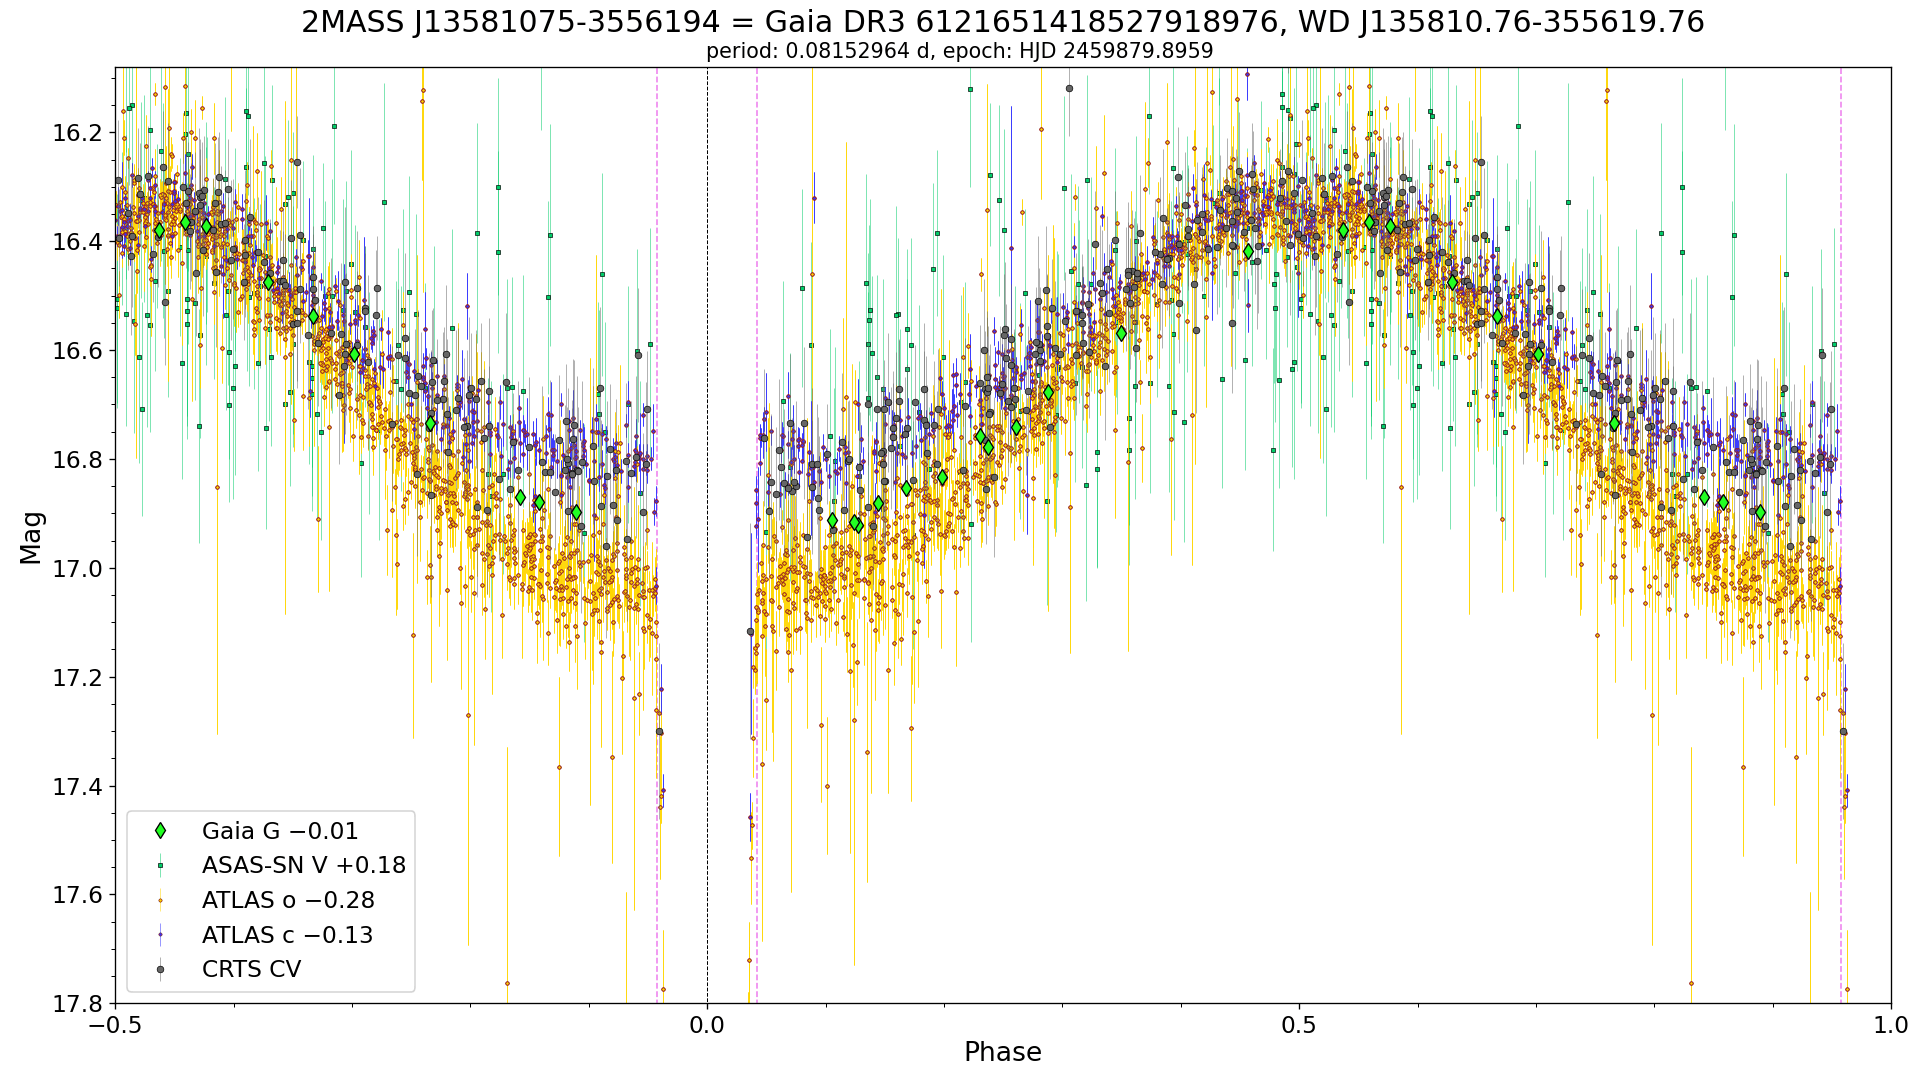 2MASS J13581075-3556194 = Gaia DR3 6121651418527918976, WD J135810.76-355619.76
period: 0.08152964 d, epoch: HJD 2459879.8959
Mag
16.2
16.4
16.6
16.8
17.0
17.2
17.4
17.6
17.8
Gaia G −0.01
ASAS-SN V +0.18
ATLAS o −0.28
ATLAS c −0.13
CRTS CV
−0.5
0.0
0.5
1.0
Phase